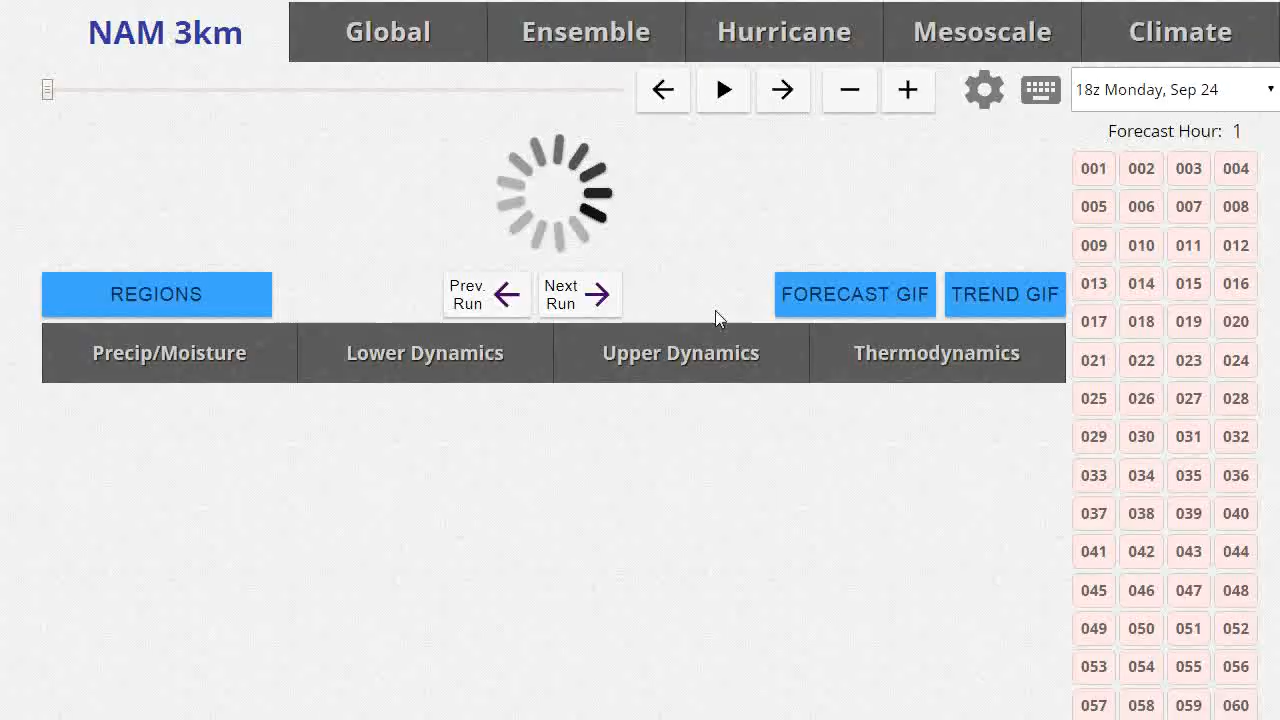 NAM 3km Global Ensemble Hurricane Mesoscale Climate
18z Monday, Sep 24
Forecast Hour: 1
001 002 003 004
005 006 007 008
009 010 011 012
013 014 015 016
017 018 019 020
021 022 023 024
025 026 027 028
029 030 031 032
033 034 035 036
037 038 039 040
041 042 043 044
045 046 047 048
049 050 051 052
053 054 055 056
057 058 059 060
REGIONS
Prev.
Run
Next
Run
FORECAST GIF
TREND GIF
Precip/Moisture Lower Dynamics Upper Dynamics Thermodynamics